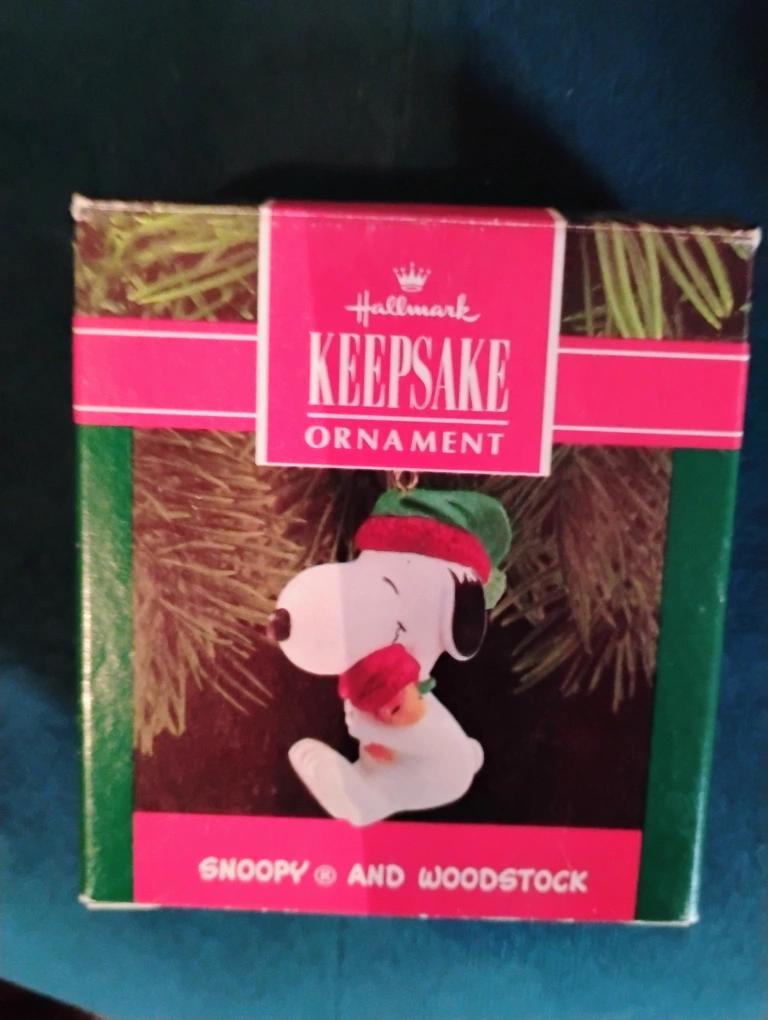 Hallmark
KEEPSAKE
ORNAMENT
SNOOPY® AND WOODSTOCK